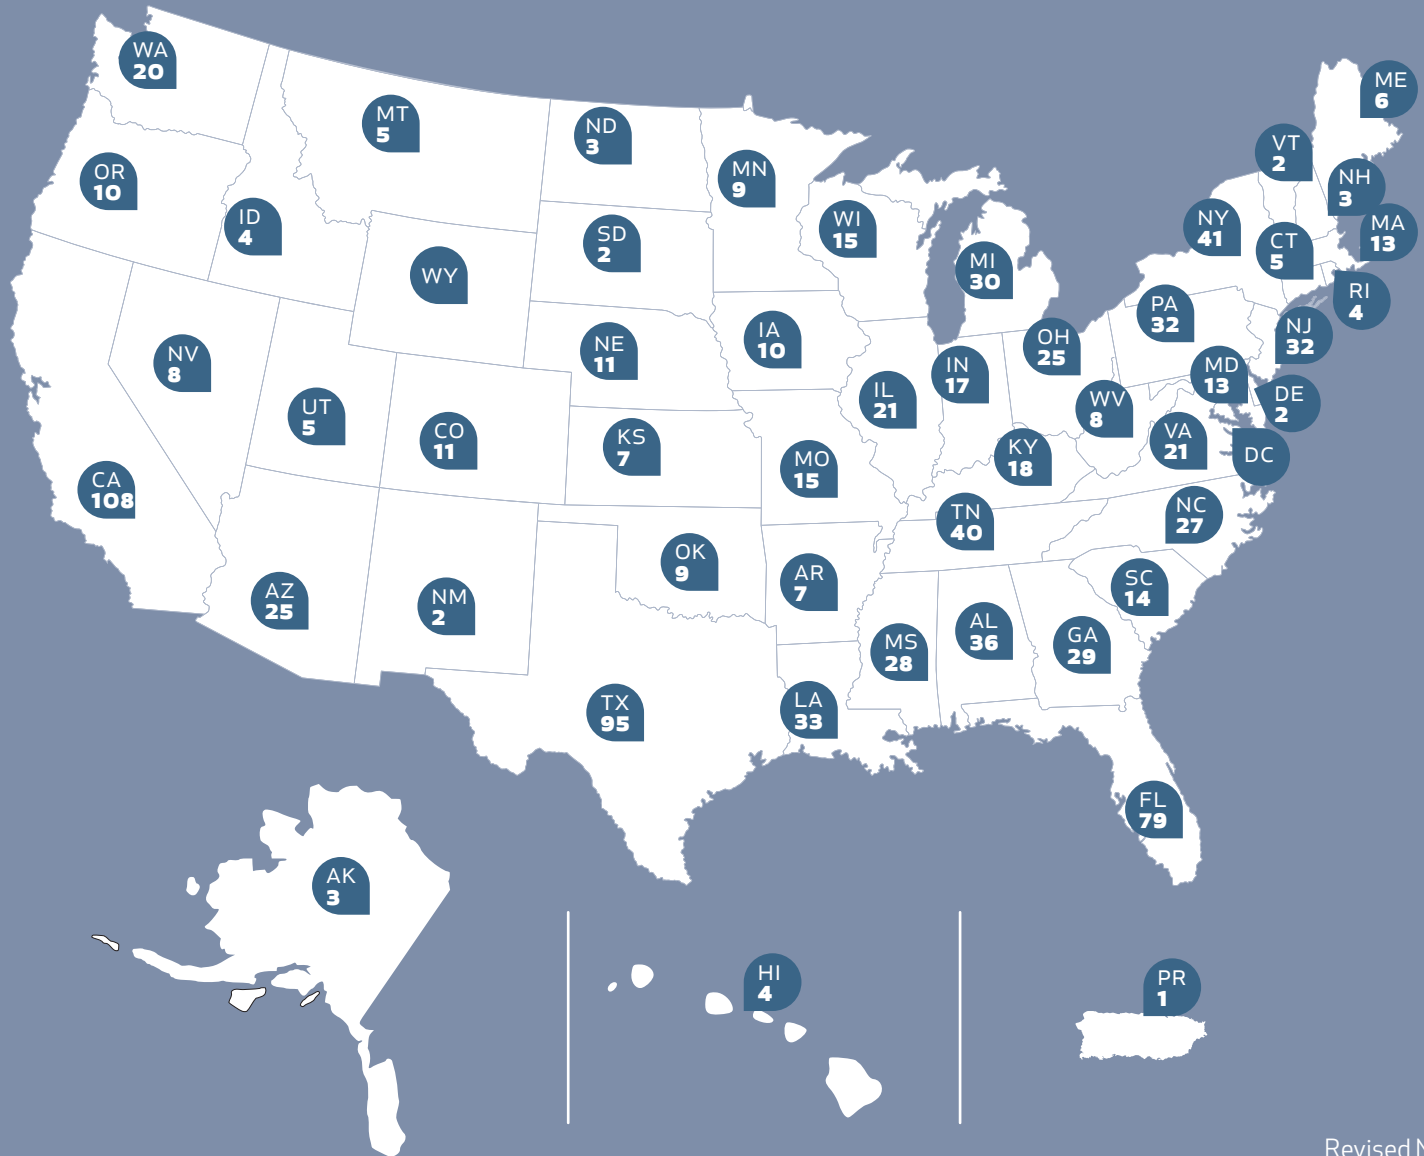 WA
20
MT
5
ND
3
MN
9
ME
6
VT
2
NH
3
OR
10
ID
4
WI
15
NY
41
CT
5
MA
13
SD
2
WY
MI
30
RI
4
PA
32
NJ
32
NV
8
NE
11
IA
10
OH
25
IN
17
MD
13
DE
2
UT
5
CO
11
KS
7
IL
21
WV
8
VA
21
DC
CA
108
MO
15
KY
18
NC
27
TN
40
OK
9
AR
7
SC
14
AZ
25
NM
2
MS
28
AL
36
GA
29
TX
95
LA
33
FL
79
AK
3
HI
4
PR
1
Revised